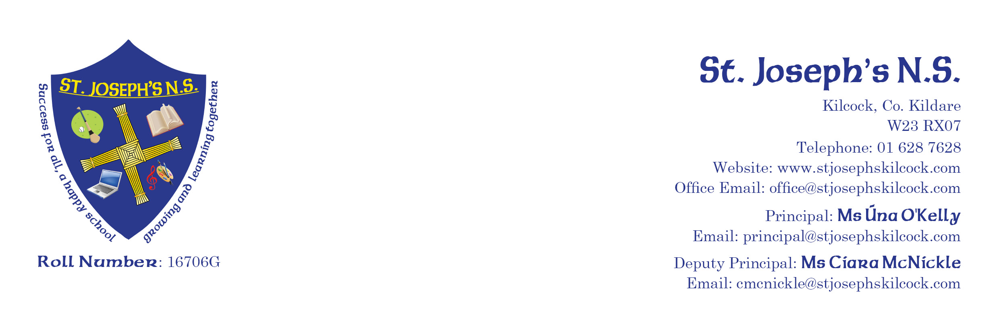 ST. JOSEPH'S N.S.
Success for all, a happy school
growing and learning together
Roll Number: 16706G
St. Joseph's N.S.
Kilcock, Co. Kildare
W23 RX07
Telephone: 01 628 7628
Website: www.stjosephskilcock.com
Office Email: office@stjosephskilcock.com
Principal: Ms Úna O'Kelly
Email: principal@stjosephskilcock.com
Deputy Principal: Ms Ciara McNickle
Email: cmcnickle@stjosephskilcock.com